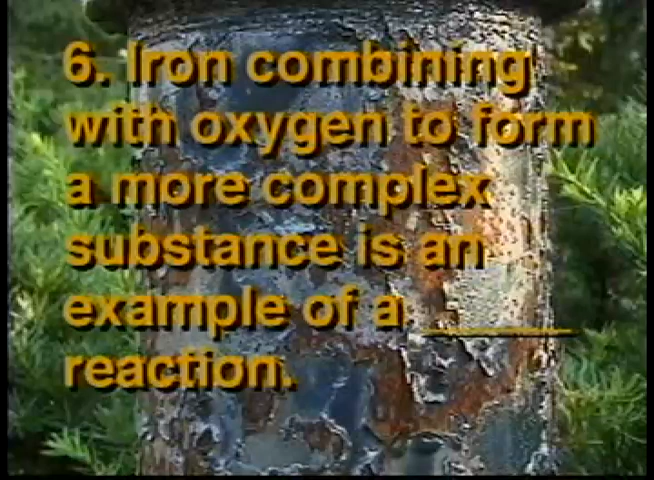 6. Iron combining
with oxygen to form
a more complex
substance is an
example of a ______
reaction.